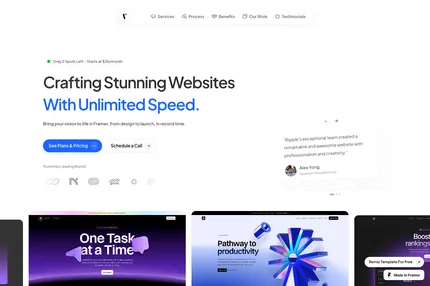 Services
Process
Benefits
Our Work
Testimonials
Only 2 Spots Left - Starts at $3k/month
Crafting Stunning Websites
With Unlimited Speed.
Bring your vision to life in Framer, from design to launch, in record time.
See Plans & Pricing
Schedule a Call
Trusted by Leading Brands
"Ripple's exceptional team created a
remarkable and awesome website with
professionalism and creativity."
Alex Yong
One Task
at a Time
Pathway to
productivity
Boost
rankings
Remix Template For Free
Made in Framer